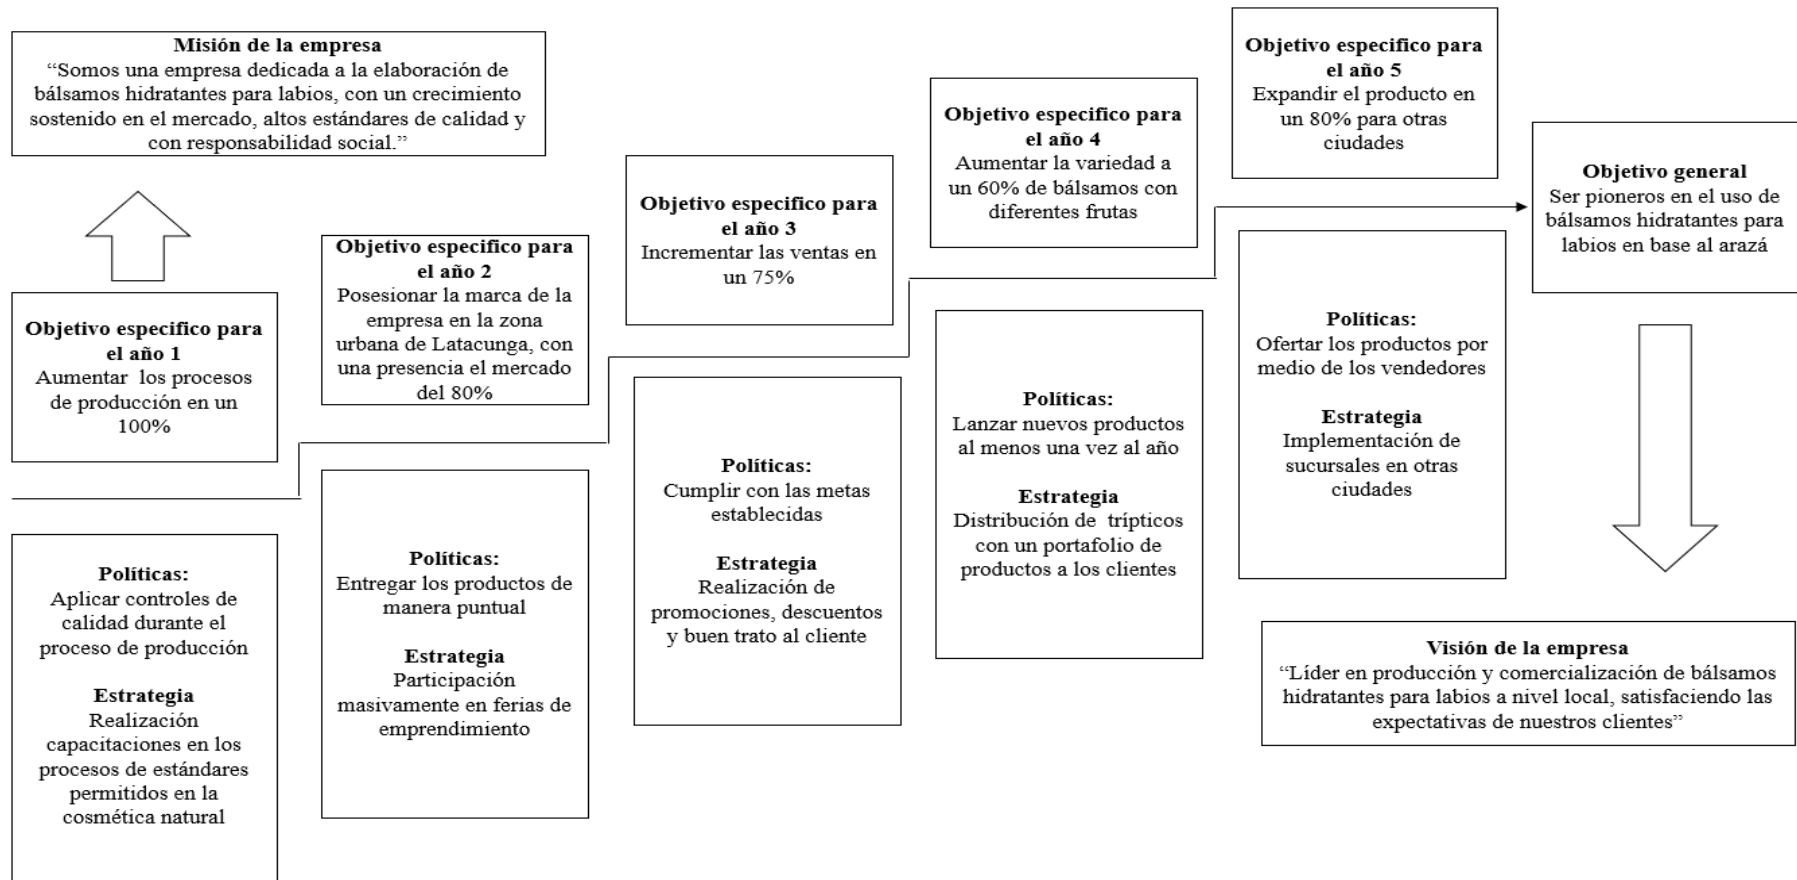 Misión de la empresa
“Somos una empresa dedicada a la elaboración de
bálsamos hidratantes para labios, con un crecimiento
sostenido en el mercado, altos estándares de calidad y
con responsabilidad social.”
Objetivo especifico para
el año 1
Aumentar los procesos
de producción en un
100%
Políticas:
Aplicar controles de
calidad durante el
proceso de producción
Estrategia
Realización
capacitaciones en los
procesos de estándares
permitidos en la
cosmética natural
Objetivo especifico para
el año 2
Posesionar la marca de la
empresa en la zona
urbana de Latacunga, con
una presencia el mercado
del 80%
Políticas:
Entregar los productos de
manera puntual
Estrategia
Participación
masivamente en ferias de
emprendimiento
Objetivo especifico para
el año 3
Incrementar las ventas en
un 75%
Políticas:
Cumplir con las metas
establecidas
Estrategia
Realización de
promociones, descuentos
y buen trato al cliente
Objetivo especifico para
el año 4
Aumentar la variedad a
un 60% de bálsamos con
diferentes frutas
Políticas:
Lanzar nuevos productos
al menos una vez al año
Estrategia
Distribución de trípticos
con un portafolio de
productos a los clientes
Objetivo especifico para
el año 5
Expandir el producto en
un 80% para otras
ciudades
Políticas:
Ofertar los productos por
medio de los vendedores
Estrategia
Implementación de
sucursales en otras
ciudades
Objetivo general
Ser pioneros en el uso de
bálsamos hidratantes para
labios en base al arazá
Visión de la empresa
“Líder en producción y comercialización de bálsamos
hidratantes para labios a nivel local, satisfaciendo las
expectativas de nuestros clientes”